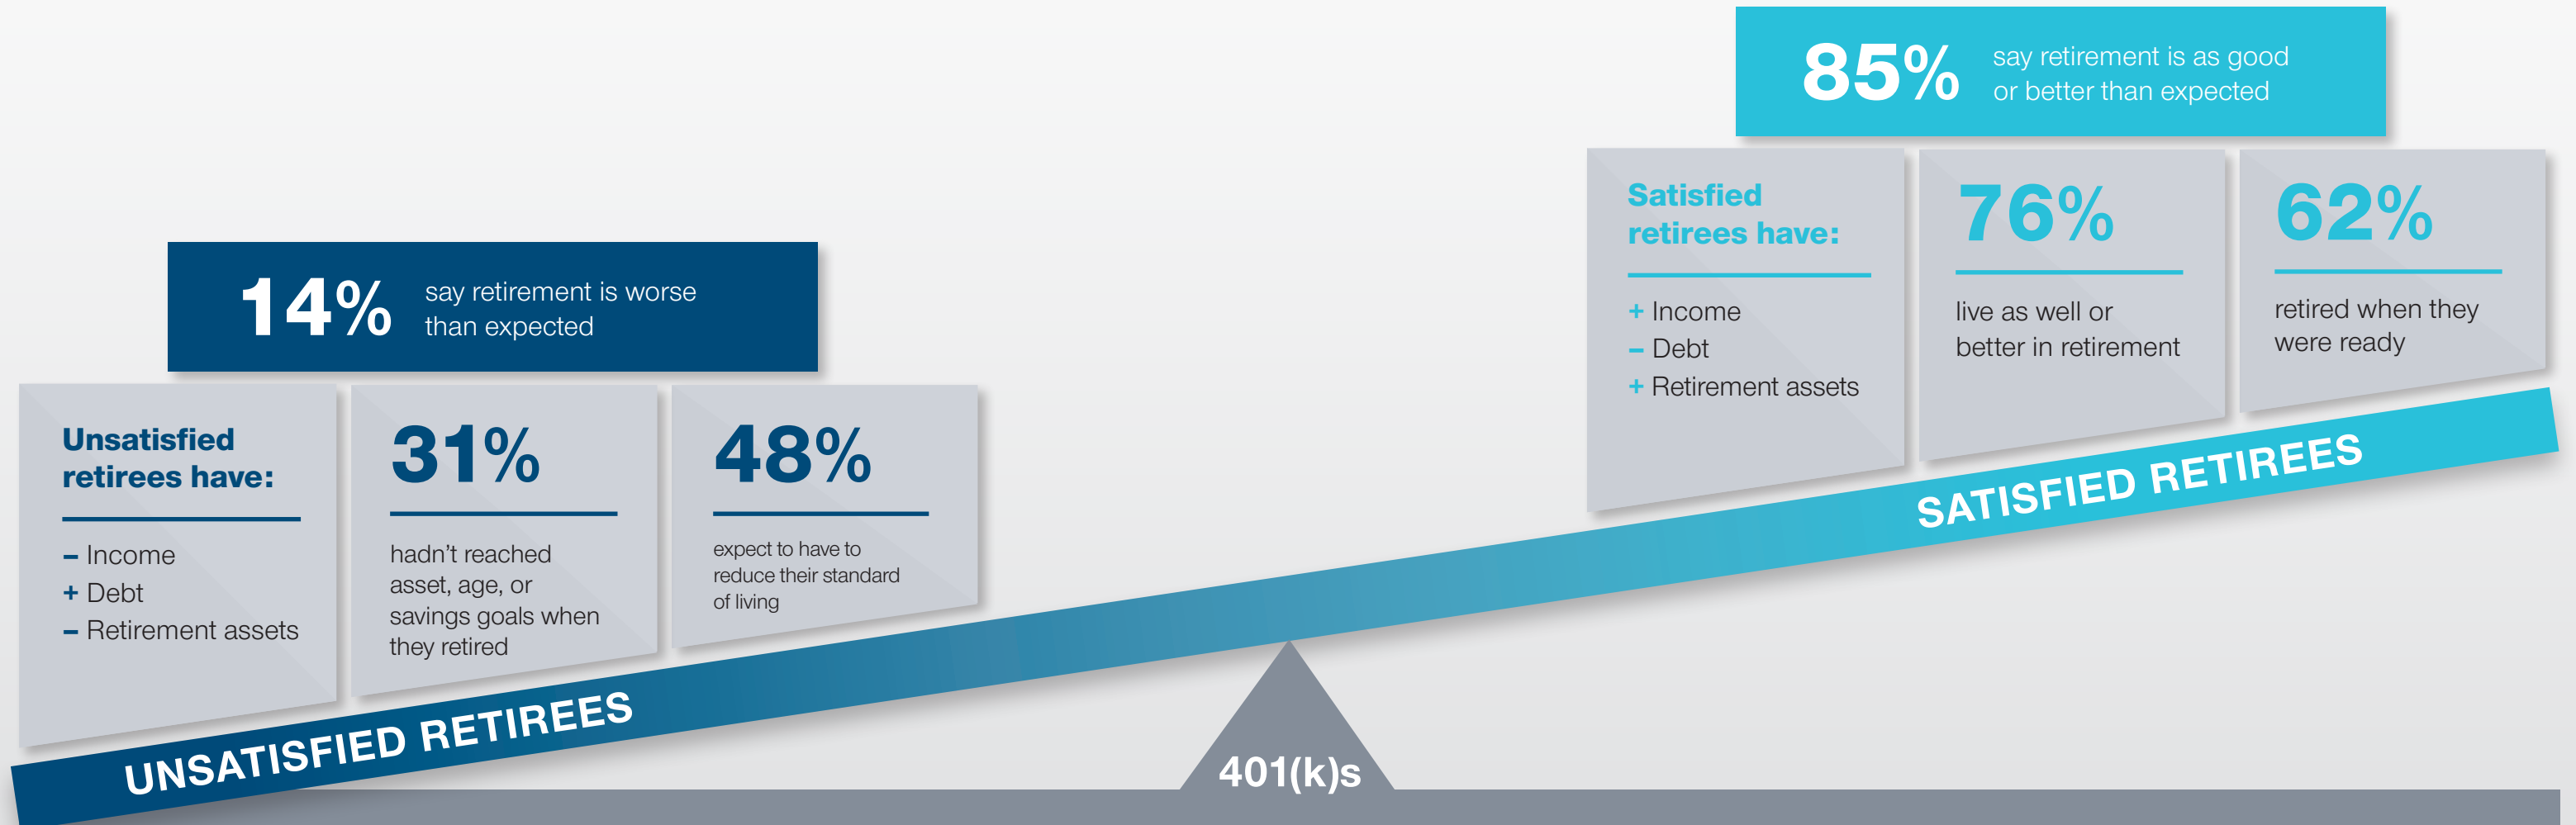 14%
say retirement is worse
than expected
Unsatisfied
retirees have:
– Income
+ Debt
– Retirement assets
31%
hadn’t reached
asset, age, or
savings goals when
they retired
48%
expect to have to
reduce their standard
of living
UNSATISFIED RETIREES
401(k)s
85%
say retirement is as good
or better than expected
Satisfied
retirees have:
+ Income
– Debt
+ Retirement assets
76%
live as well or
better in retirement
62%
retired when they
were ready
SATISFIED RETIREES